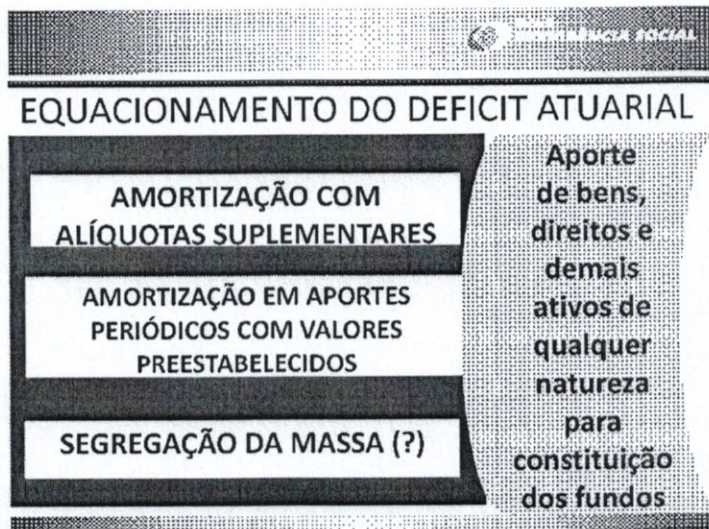 PREVIDÊNCIA SOCIAL
EQUACIONAMENTO DO DEFICIT ATUARIAL
AMORTIZAÇÃO COM
ALÍQUOTAS SUPLEMENTARES
AMORTIZAÇÃO EM APORTES
PERIÓDICOS COM VALORES
PREESTABELECIDOS
SEGREGAÇÃO DA MASSA (?)
Aporte
de bens,
direitos e
demais
ativos de
qualquer
natureza
para
constituição
dos fundos